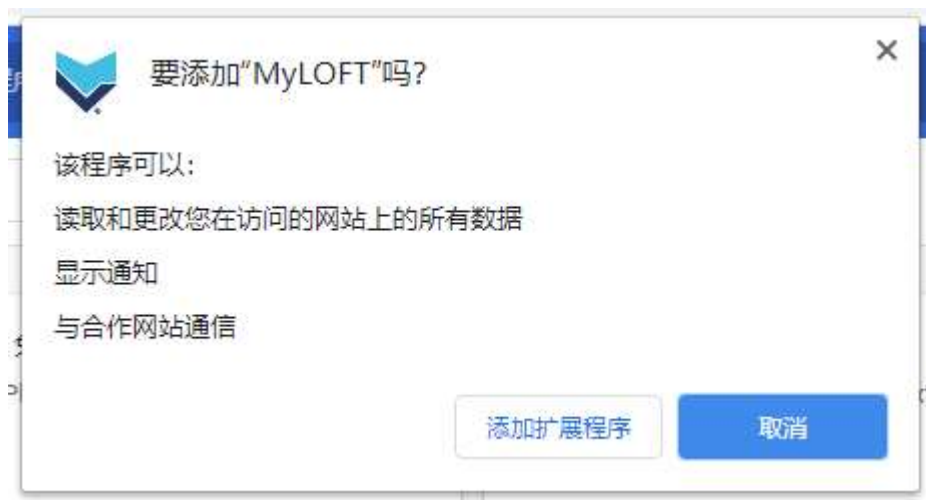 要添加“MyLOFT”吗?
该程序可以:
读取和更改您在访问的网站上的所有数据
显示通知
与合作网站通信
添加扩展程序
取消